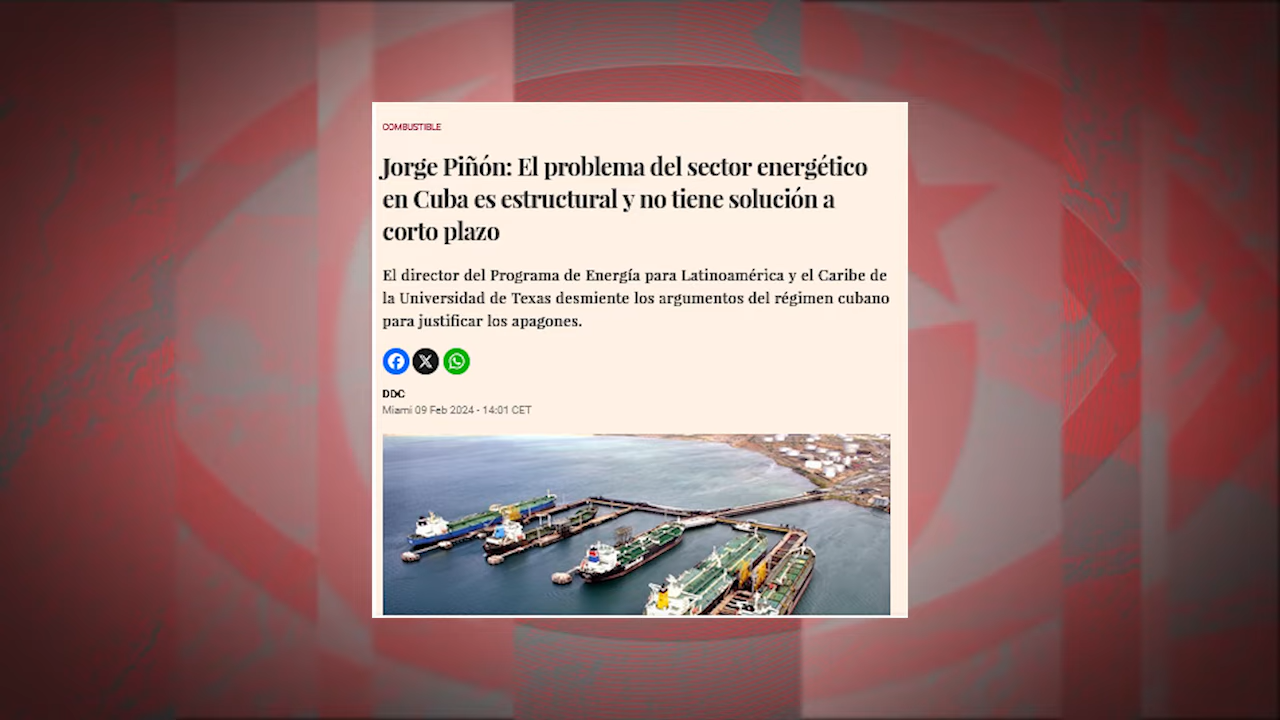 COMBUSTIBLE
Jorge Piñón: El problema del sector energético
en Cuba es estructural y no tiene solución a
corto plazo
El director del Programa de Energía para Latinoamérica y el Caribe de
la Universidad de Texas desmiente los argumentos del régimen cubano
para justificar los apagones.
DDC
Miami 09 Feb 2024 - 14:01 CET